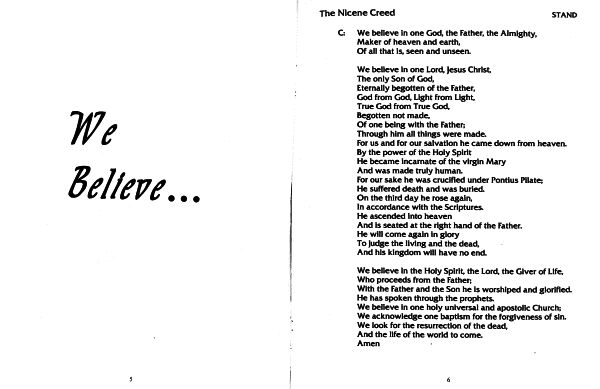 We
Believe...
5
The Nicene Creed STAND
C: We believe in one God, the Father, the Almighty,
Maker of heaven and earth,
Of all that is, seen and unseen.
We believe in one Lord, Jesus Christ,
The only Son of God,
Eternally begotten of the Father,
God from God, Light from Light,
True God from True God,
Begotten not made,
Of one being with the Father;
Through him all things were made.
For us and for our salvation he came down from heaven.
By the power of the Holy Spirit
He became incarnate of the virgin Mary
And was made truly human.
For our sake he was crucified under Pontius Pilate;
He suffered death and was buried.
On the third day he rose again,
In accordance with the Scriptures.
He ascended into heaven
And is seated at the right hand of the Father.
He will come again in glory
To judge the living and the dead,
And his kingdom will have no end.
We believe in the Holy Spirit, the Lord, the Giver of Life,
Who proceeds from the Father;
With the Father and the Son he is worshiped and glorified.
He has spoken through the prophets.
We believe in one holy universal and apostolic Church;
We acknowledge one baptism for the forgiveness of sin.
We look for the resurrection of the dead,
And the life of the world to come.
Amen
6